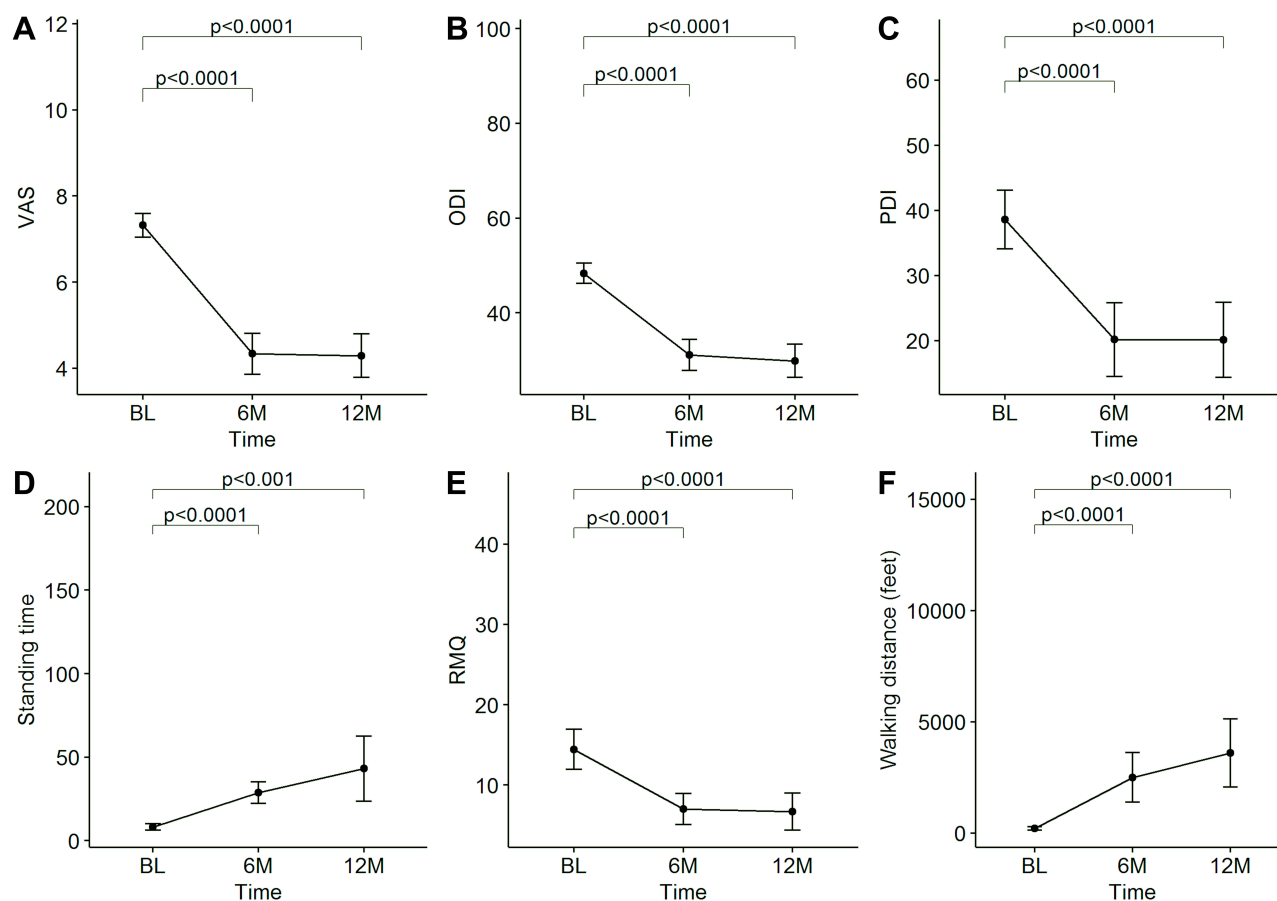 A
12
10
8
6
4
VAS
p<0.0001
p<0.0001
BL 6M 12M
Time
B
100
80
60
40
ODI
p<0.0001
p<0.0001
BL 6M 12M
Time
C
60
50
40
30
20
PDI
p<0.0001
p<0.0001
BL 6M 12M
Time
D
200
150
100
50
0
Standing time
p<0.001
p<0.0001
BL 6M 12M
Time
E
40
30
20
10
RMQ
p<0.0001
p<0.0001
BL 6M 12M
Time
F
15000
10000
5000
0
Walking distance (feet)
p<0.0001
p<0.0001
BL 6M 12M
Time